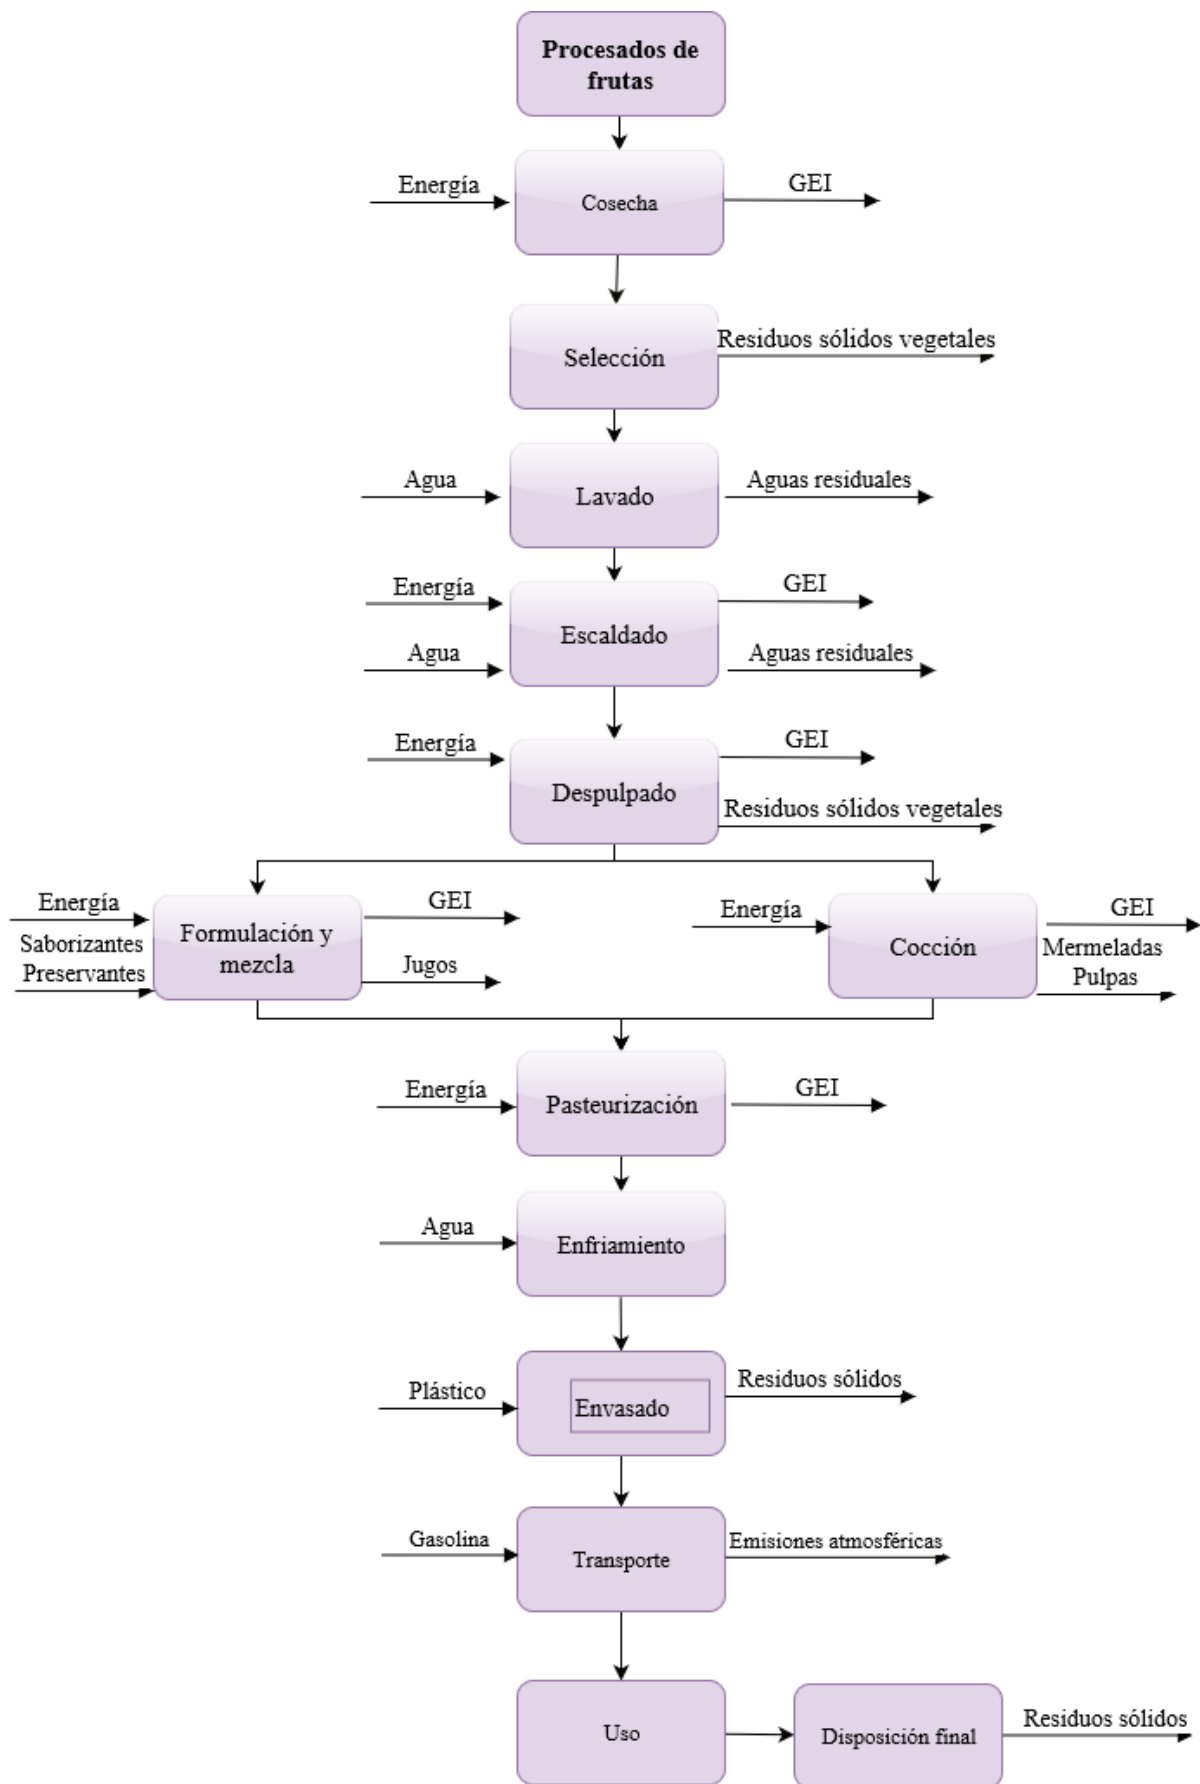 Procesados de
frutas
Energía
Cosecha
GEI
Selección
Residuos sólidos vegetales
Agua
Lavado
Aguas residuales
Energía
Agua
Escaldado
GEI
Aguas residuales
Energía
Despulpado
GEI
Residuos sólidos vegetales
Energía
Saborizantes
Preservantes
Formulación y
mezcla
GEI
Jugos
Energía
Cocción
GEI
Mermeladas
Pulpas
Energía
Pasteurización
GEI
Agua
Enfriamiento
Plástico
Envasado
Residuos sólidos
Gasolina
Transporte
Emisiones atmosféricas
Uso
Disposición final
Residuos sólidos